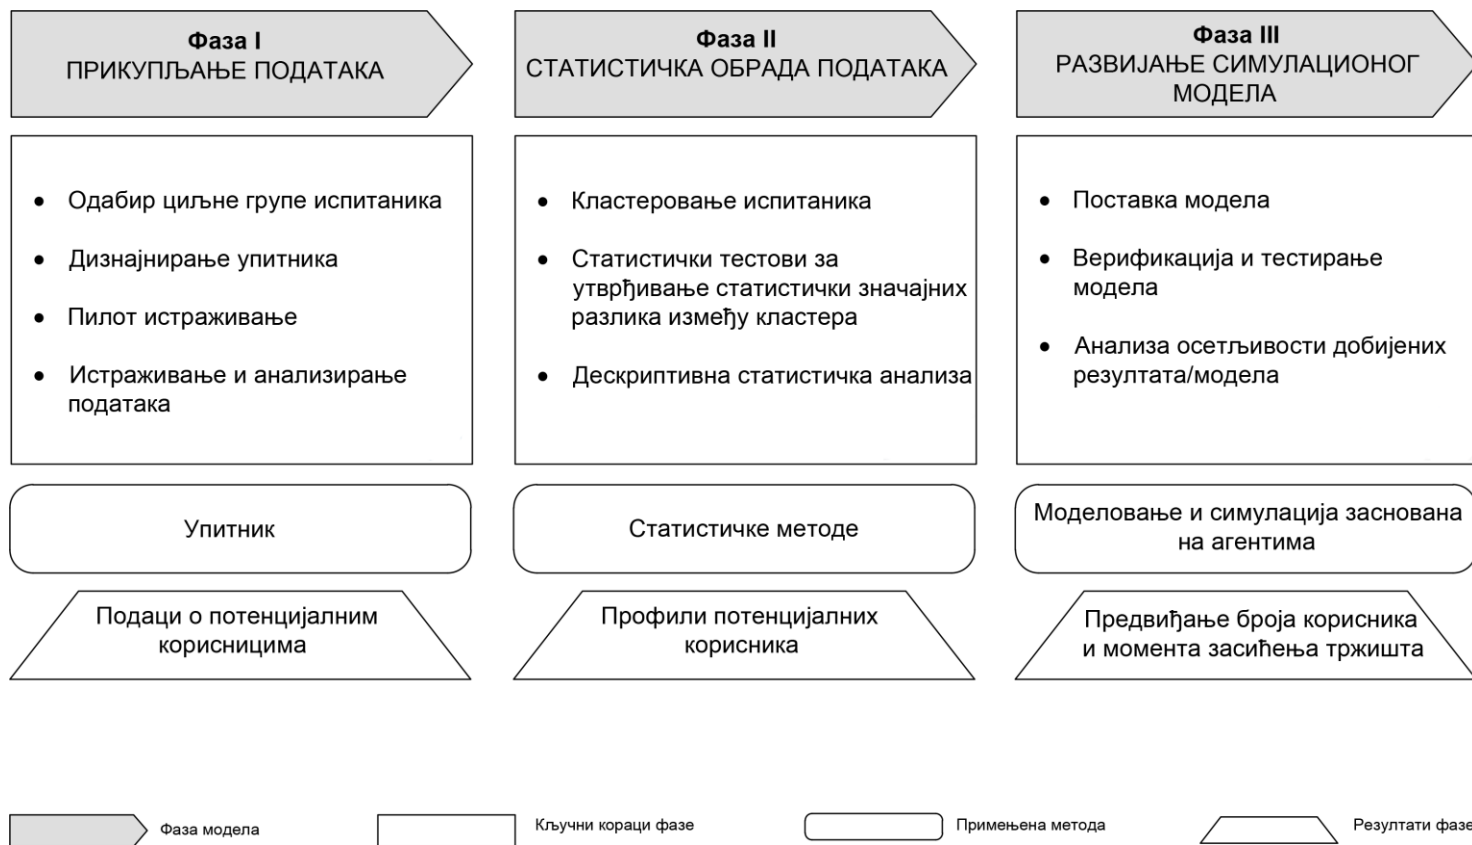 Фаза I
ПРИКУПЉАЊЕ ПОДАТАКА
Фаза II
СТАТИСТИЧКА ОБРАДА ПОДАТАКА
Фаза III
РАЗВИЈАЊЕ СИМУЛАЦИОНОГ
МОДЕЛА
• Одабир циљне групе испитаника
• Дизнајнирање упитника
• Пилот истраживање
• Истраживање и анализирање
података
• Кластеровање испитаника
• Статистички тестови за
утврђивање статистички значајних
разлика између кластера
• Дескриптивна статистичка анализа
• Поставка модела
• Верификација и тестирање
модела
• Анализа осетљивости добијених
резултата/модела
Упитник
Статистичке методе
Моделовање и симулација заснована
на агентима
Подаци о потенцијалним
корисницима
Профили потенцијалних
корисника
Предвиђање броја корисника
и момента засићења тржишта
Фаза модела
Кључни кораци фазе
Примењена метода
Резултати фазе